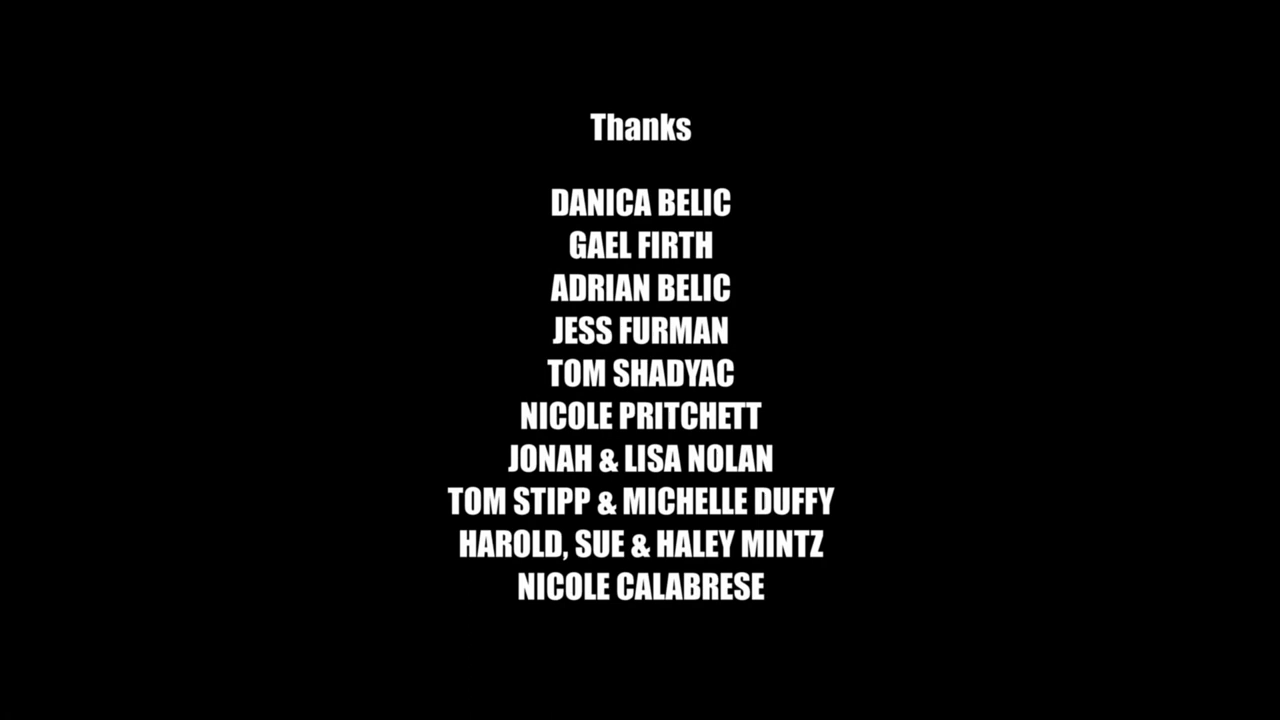 Thanks
DANICA BELIC
GAEL FIRTH
ADRIAN BELIC
JESS FURMAN
TOM SHADYAC
NICOLE PRITCHETT
JONAH & LISA NOLAN
TOM STIPP & MICHELLE DUFFY
HAROLD, SUE & HALEY MINTZ
NICOLE CALABRESE